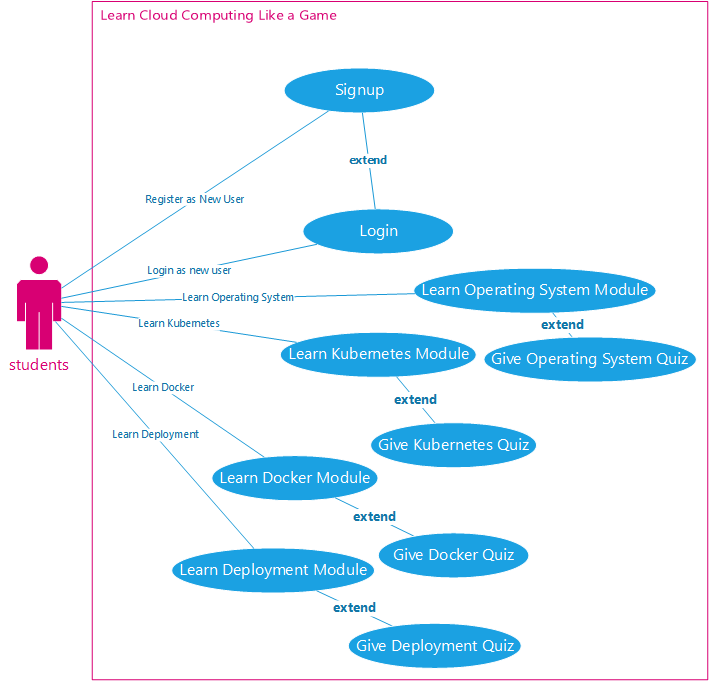 Learn Cloud Computing Like a Game
Signup
extend
Register as New User
Login
Login as new user
Learn Operating System
Learn Operating System Module
Learn Kubernetes
extend
students
Learn Kubernetes Module
Give Operating System Quiz
Learn Docker
extend
Learn Deployment
Give Kubernetes Quiz
Learn Docker Module
extend
Give Docker Quiz
Learn Deployment Module
extend
Give Deployment Quiz